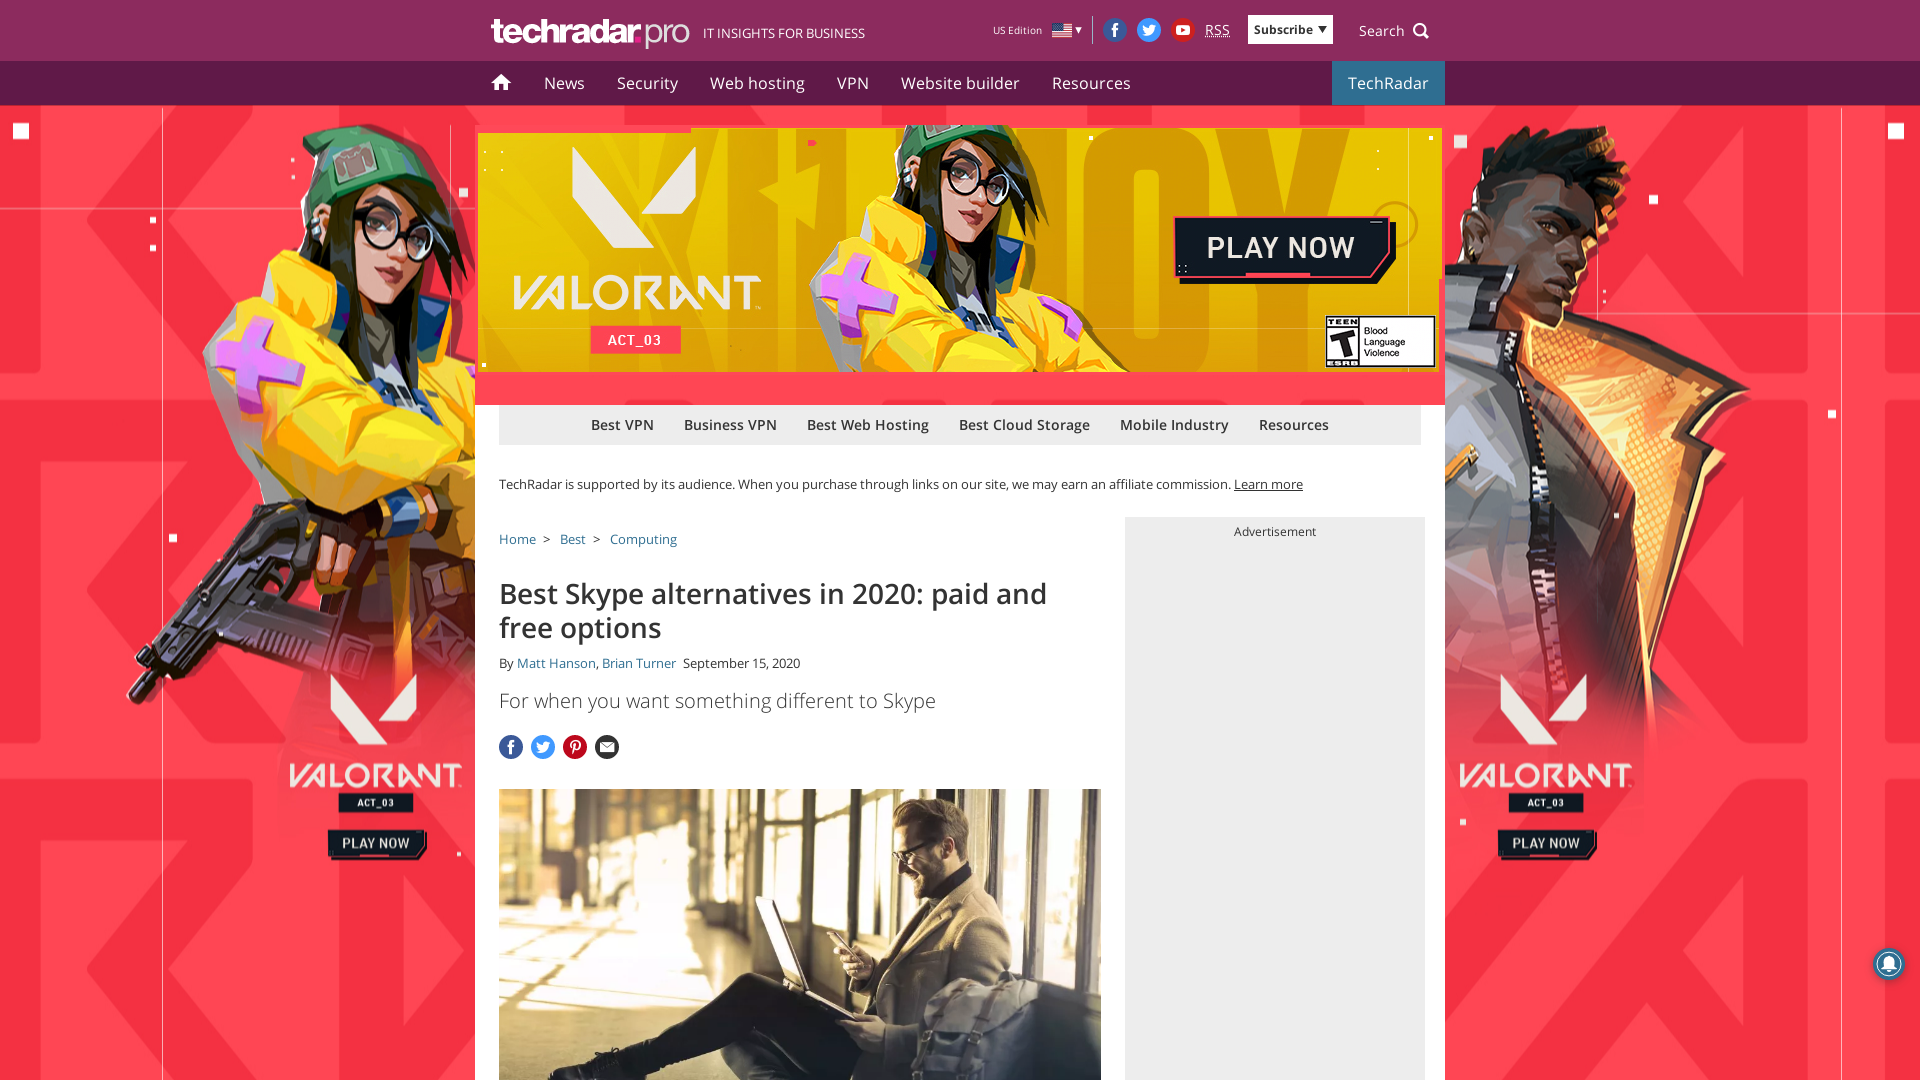 techradar.pro IT INSIGHTS FOR BUSINESS
US Edition
RSS
Subscribe
Search
News
Security
Web hosting
VPN
Website builder
Resources
TechRadar
VALORANT
ACT_03
PLAY NOW
TEEN
T
ESRB
Blood
Language
Violence
Best VPN
Business VPN
Best Web Hosting
Best Cloud Storage
Mobile Industry
Resources
TechRadar is supported by its audience. When you purchase through links on our site, we may earn an affiliate commission. Learn more
Home > Best > Computing
Advertisement
Best Skype alternatives in 2020: paid and
free options
By Matt Hanson, Brian Turner September 15, 2020
For when you want something different to Skype
VALORANT
ACT_03
PLAY NOW
VALORANT
ACT_03
PLAY NOW